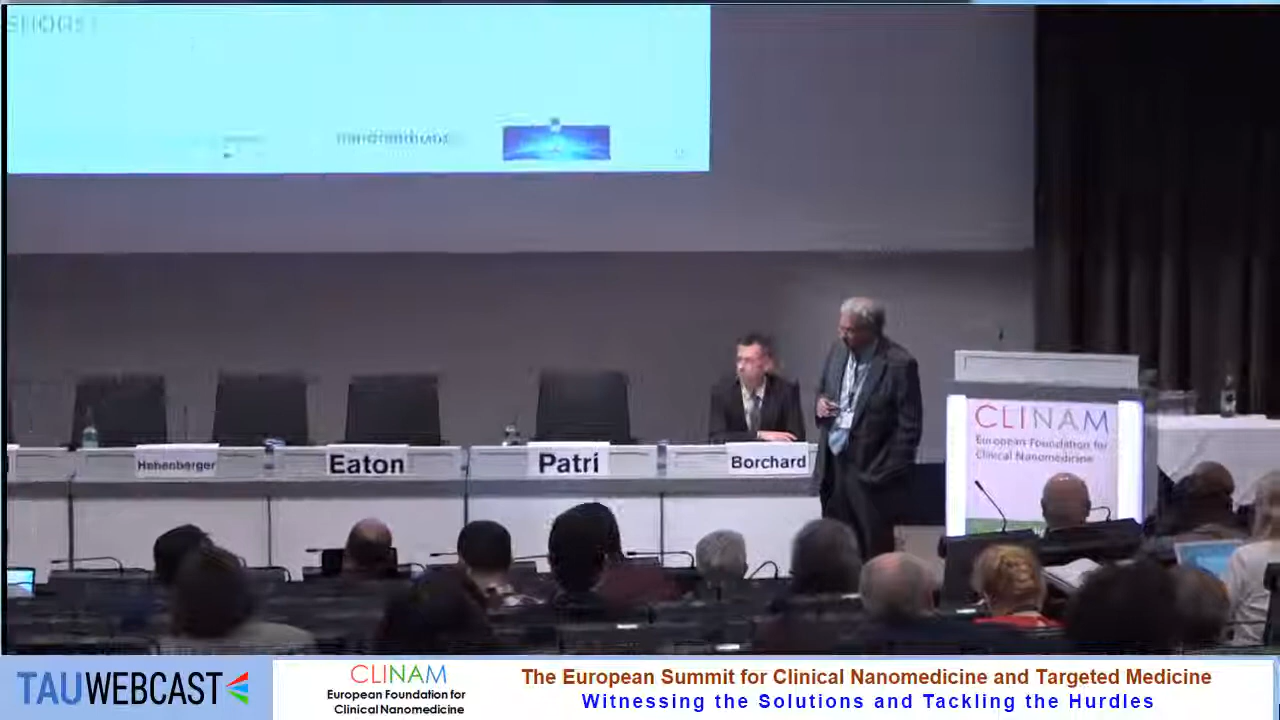 Hehenberger
Eaton
Patri
Borchard
CLINAM
European Foundation for
Clinical Nanomedicine
TAUWEBCAST
CLINAM
European Foundation for
Clinical Nanomedicine
The European Summit for Clinical Nanomedicine and Targeted Medicine
Witnessing the Solutions and Tackling the Hurdles